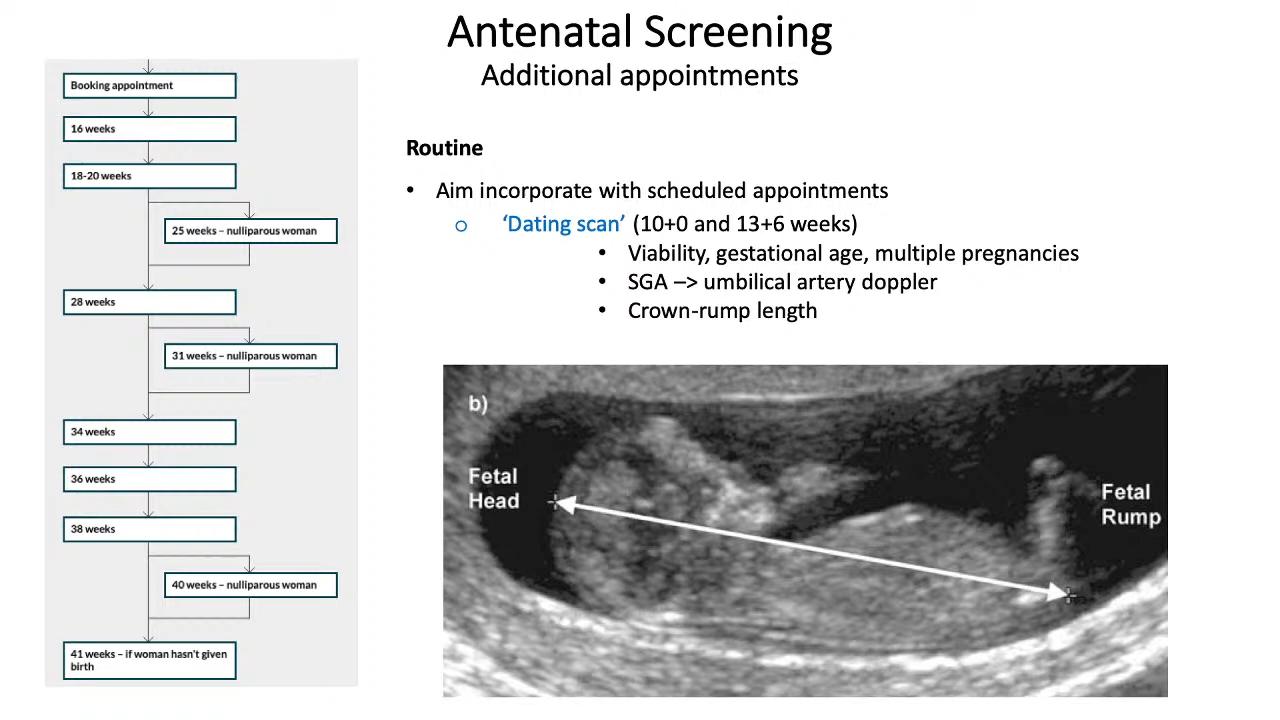 Antenatal Screening
Additional appointments
Booking appointment
16 weeks
18-20 weeks
25 weeks – nulliparous woman
28 weeks
31 weeks – nulliparous woman
34 weeks
36 weeks
38 weeks
40 weeks – nulliparous woman
41 weeks – if woman hasn't given
birth
Routine
• Aim incorporate with scheduled appointments
o ‘Dating scan’ (10+0 and 13+6 weeks)
• Viability, gestational age, multiple pregnancies
• SGA –> umbilical artery doppler
• Crown-rump length
b)
Fetal
Head
Fetal
Rump